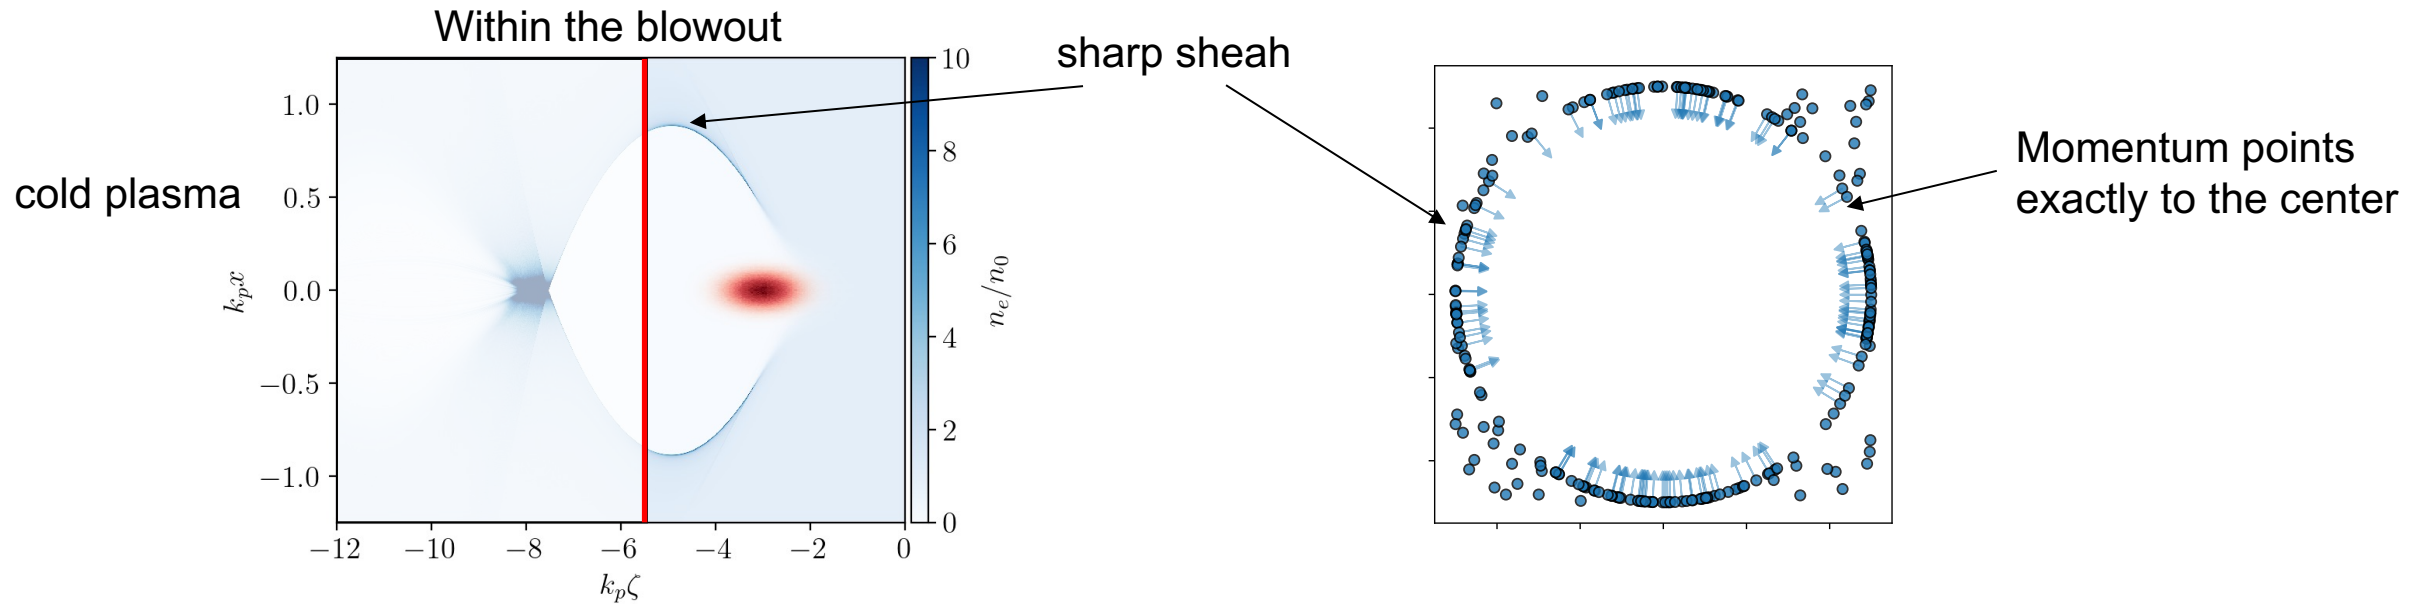 Within the blowout
cold plasma
sharp sheah
Momentum points
exactly to the center
1.0
0.5
0.0
−0.5
−1.0
k_p x
−12
−10
−8
−6
−4
−2
0
k_p ζ
10
8
6
4
2
0
n_e/n_0